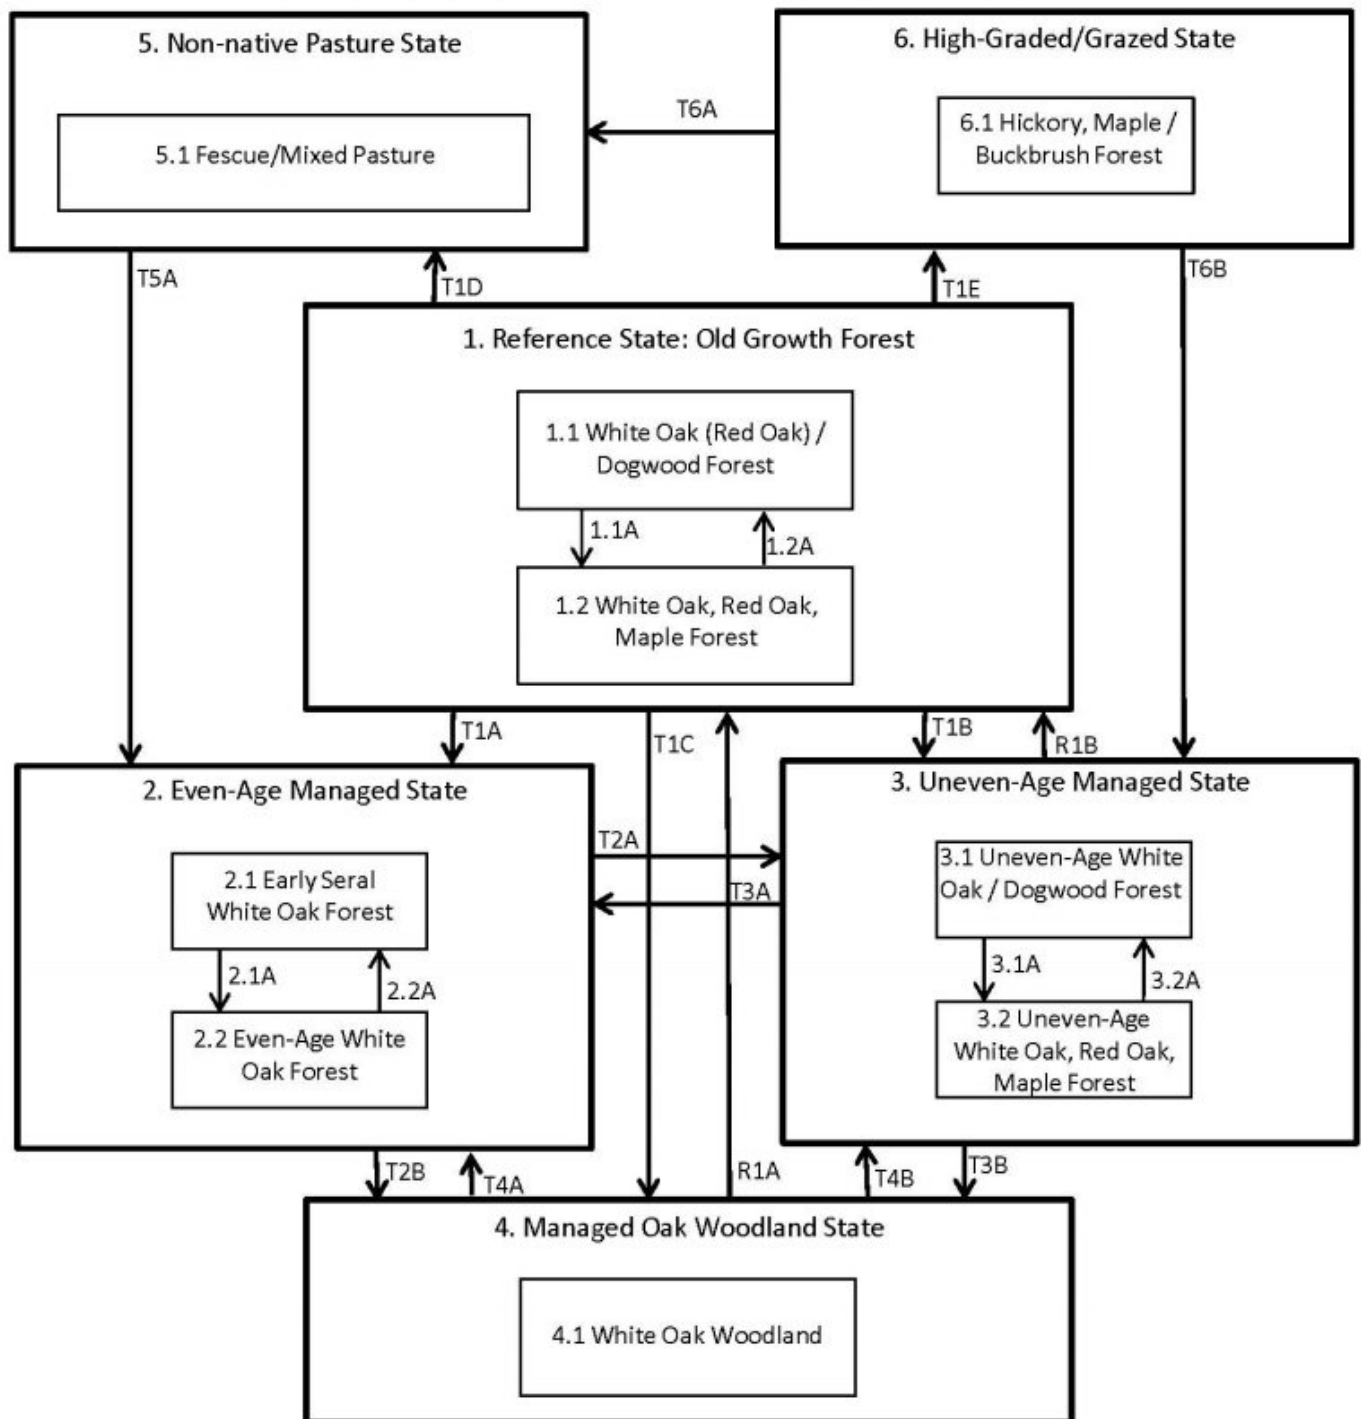 5. Non-native Pasture State
5.1 Fescue/Mixed Pasture
6. High-Graded/Grazed State
6.1 Hickory, Maple /
Buckbrush Forest
T6A
T5A
T1D
T1E
T6B
1. Reference State: Old Growth Forest
1.1 White Oak (Red Oak) /
Dogwood Forest
1.1A
1.2A
1.2 White Oak, Red Oak,
Maple Forest
T1A
T1C
T1B
R1B
2. Even-Age Managed State
2.1 Early Seral
White Oak Forest
2.1A
2.2A
2.2 Even-Age White
Oak Forest
T2A
T3A
3. Uneven-Age Managed State
3.1 Uneven-Age White
Oak / Dogwood Forest
3.1A
3.2A
3.2 Uneven-Age
White Oak, Red Oak,
Maple Forest
T2B
T4A
R1A
T4B
T3B
4. Managed Oak Woodland State
4.1 White Oak Woodland